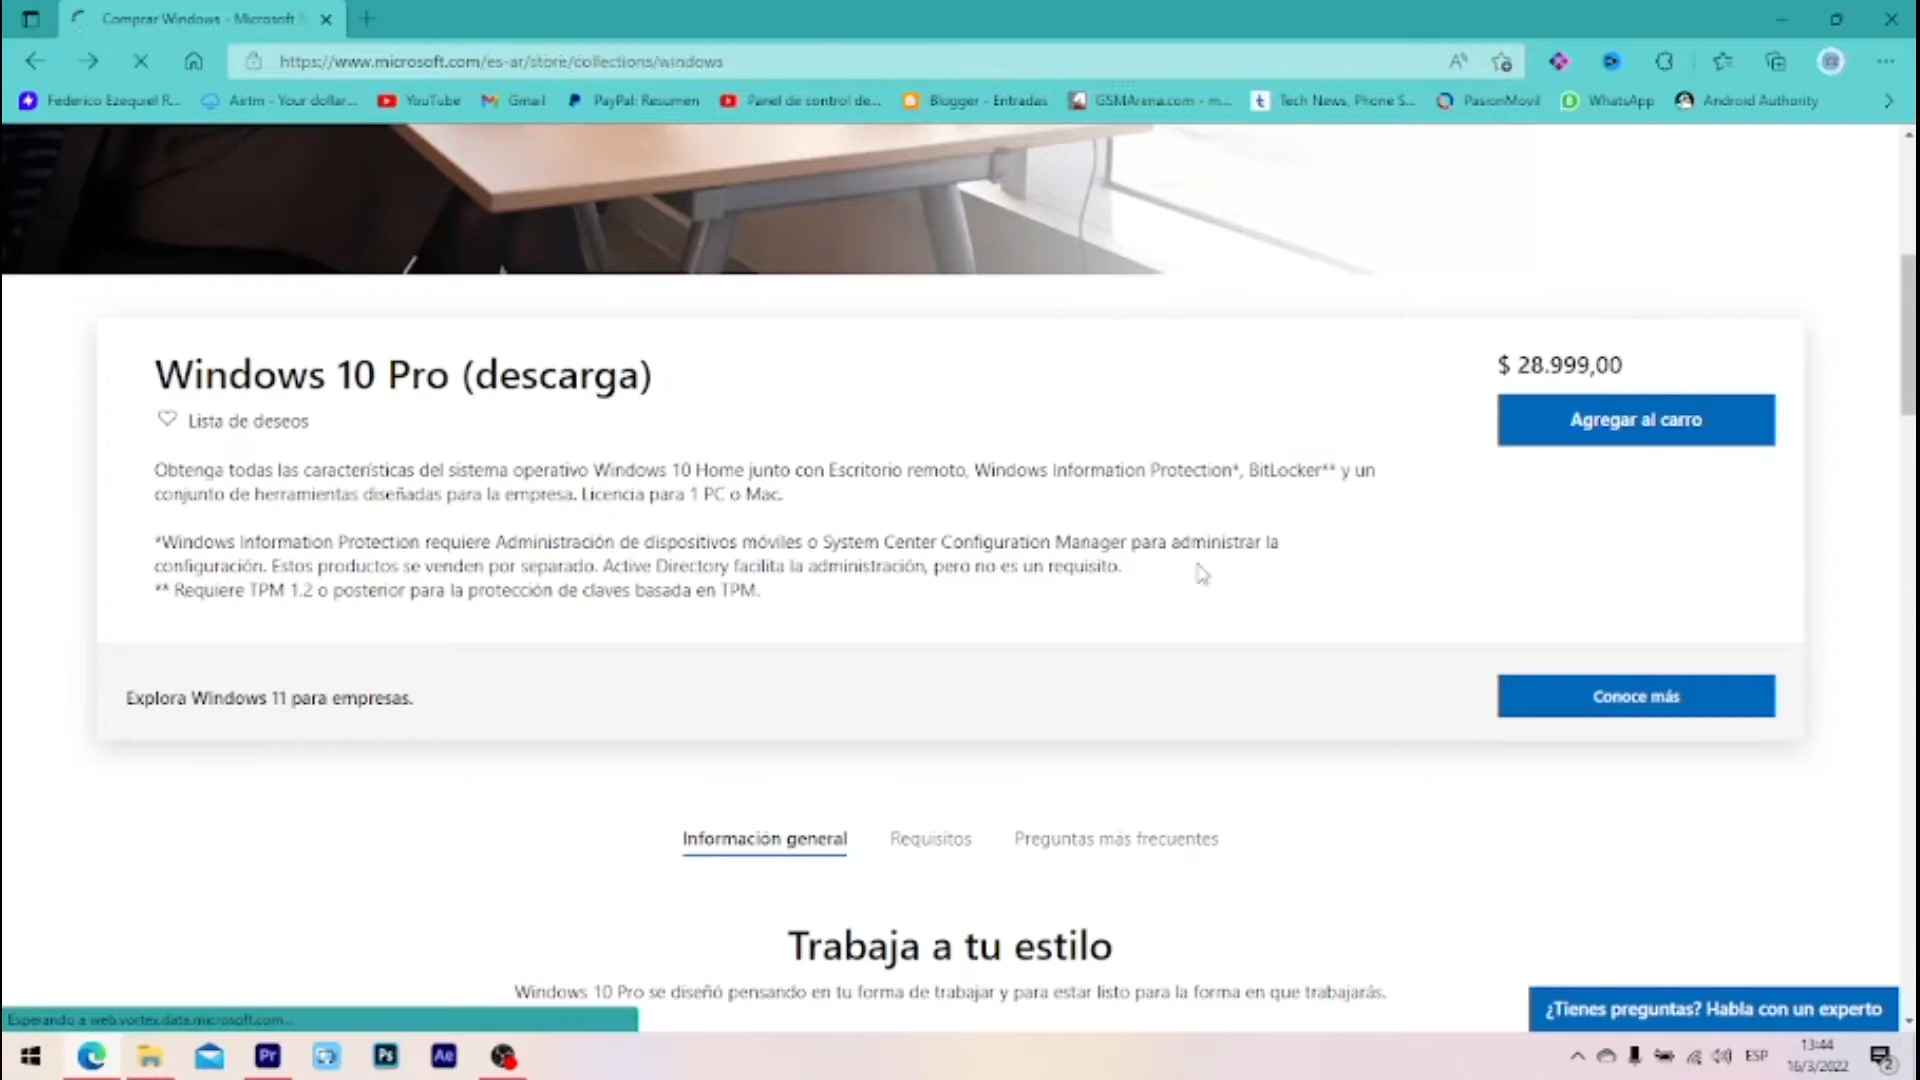 Comprar Windows - Microsoft
https://www.microsoft.com/es-ar/store/collections/windows
Federico Ezequiel R... Airtm - Your dollar... YouTube Gmail PayPal: Resumen Panel de control de... Blogger - Entradas GSMArena.com - m... Tech News, Phone S... PasionMovil WhatsApp Android Authority
Windows 10 Pro (descarga)
$ 28.999,00
Lista de deseos
Agregar al carro
Obtenga todas las características del sistema operativo Windows 10 Home junto con Escritorio remoto, Windows Information Protection*, BitLocker** y un
conjunto de herramientas diseñadas para la empresa. Licencia para 1 PC o Mac.
*Windows Information Protection requiere Administración de dispositivos móviles o System Center Configuration Manager para administrar la
configuración. Estos productos se venden por separado. Active Directory facilita la administración, pero no es un requisito.
** Requiere TPM 1.2 o posterior para la protección de claves basada en TPM.
Explora Windows 11 para empresas.
Conoce más
Información general Requisitos Preguntas más frecuentes
Trabaja a tu estilo
Windows 10 Pro se diseñó pensando en tu forma de trabajar y para estar listo para la forma en que trabajarás.
¿Tienes preguntas? Habla con un experto
Esperando a web.vortex.data.microsoft.com...
Pr Ps Ae
ESP
13:44
16/3/2022
2